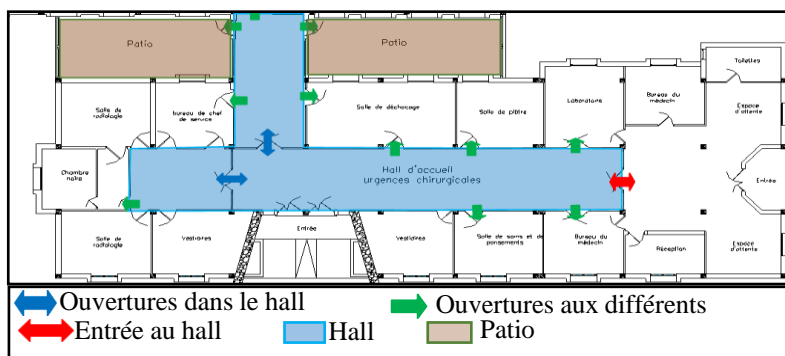 Patio
Patio
Toilettes
Salle de
radiologie
bureau de chef
de service
Salle de déchocage
Salle de plâtre
Laboratoire
Bureau du
médecin
Espace
d'attente
Chambre
noire
Hall d'accueil
urgences chirurgicales
Entrée
Salle de
radiologie
Vestiaires
Entrée
Vestiaires
Salle de soins et de
pansements
Bureau du
médecin
Réception
Espace
d'attente
Ouvertures dans le hall
Ouvertures aux différents
Entrée au hall
Hall
Patio